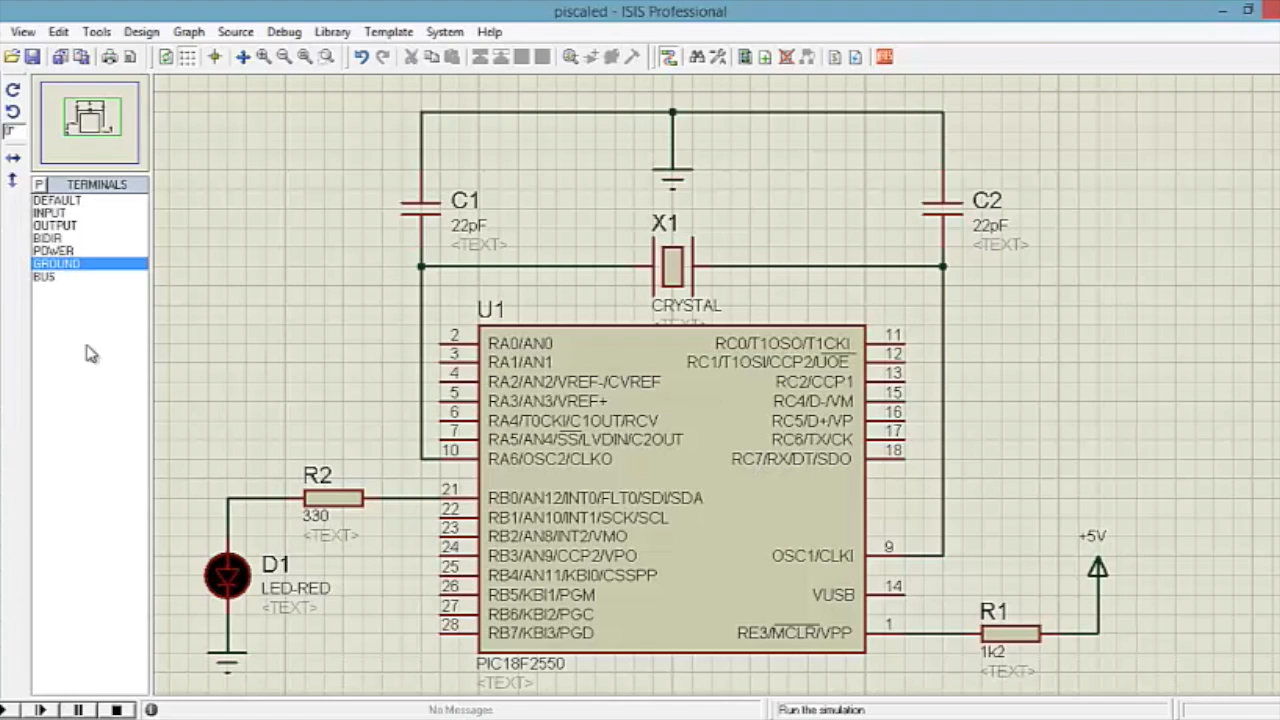 piscaled - ISIS Professional
View Edit Tools Design Graph Source Debug Library Template System Help
P TERMINALS
DEFAULT
INPUT
OUTPUT
BIDIR
POWER
GROUND
BUS
C1
22pF
<TEXT>
C2
22pF
<TEXT>
X1
CRYSTAL
<TEXT>
U1
2 RA0/AN0 RC0/T1OSO/T1CKI 11
3 RA1/AN1 RC1/T1OSI/CCP2/UOE 12
4 RA2/AN2/VREF-/CVREF RC2/CCP1 13
5 RA3/AN3/VREF+ RC4/D-/VM 15
6 RA4/T0CKI/C1OUT/RCV RC5/D+/VP 16
7 RA5/AN4/SS/LVDIN/C2OUT RC6/TX/CK 17
10 RA6/OSC2/CLKO RC7/RX/DT/SDO 18
R2
330
<TEXT>
21 RB0/AN12/INT0/FLT0/SDI/SDA
22 RB1/AN10/INT1/SCK/SCL
23 RB2/AN8/INT2/VMO
24 RB3/AN9/CCP2/VPO OSC1/CLKI 9
25 RB4/AN11/KBI0/CSSPP
26 RB5/KBI1/PGM VUSB 14
27 RB6/KBI2/PGC
28 RB7/KBI3/PGD RE3/MCLR/VPP 1
D1
LED-RED
<TEXT>
+5V
R1
1k2
<TEXT>
PIC18F2550
<TEXT>
No Messages Run the simulation